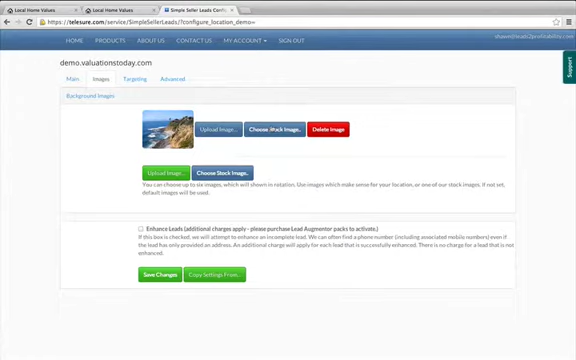 Local Home Values
Local Home Values
Simple Seller Leads Confi
https://telesure.com/service/SimpleSellerLeads/?configure_location_demo=
HOME PRODUCTS ABOUT US CONTACT US MY ACCOUNT SIGN OUT
Support
demo.valuationstoday.com
Main Images Targeting Advanced
Background Images
Upload Image... Choose Stock Image.. Delete Image
Upload Image... Choose Stock Image..
You can choose up to six images, which will shown in rotation. Use images which make sense for your location, or one of our stock images. If not set,
default images will be used.
Enhance Leads (additional charges apply - please purchase Lead Augmentor packs to activate.)
If this box is checked, we will attempt to enhance an incomplete lead. We can often find a phone number (including associated mobile numbers) even if
the lead has only provided an address. An additional charge will apply for each lead that is successfully enhanced. There is no charge for a lead that is not
enhanced.
Save Changes Copy Settings From...